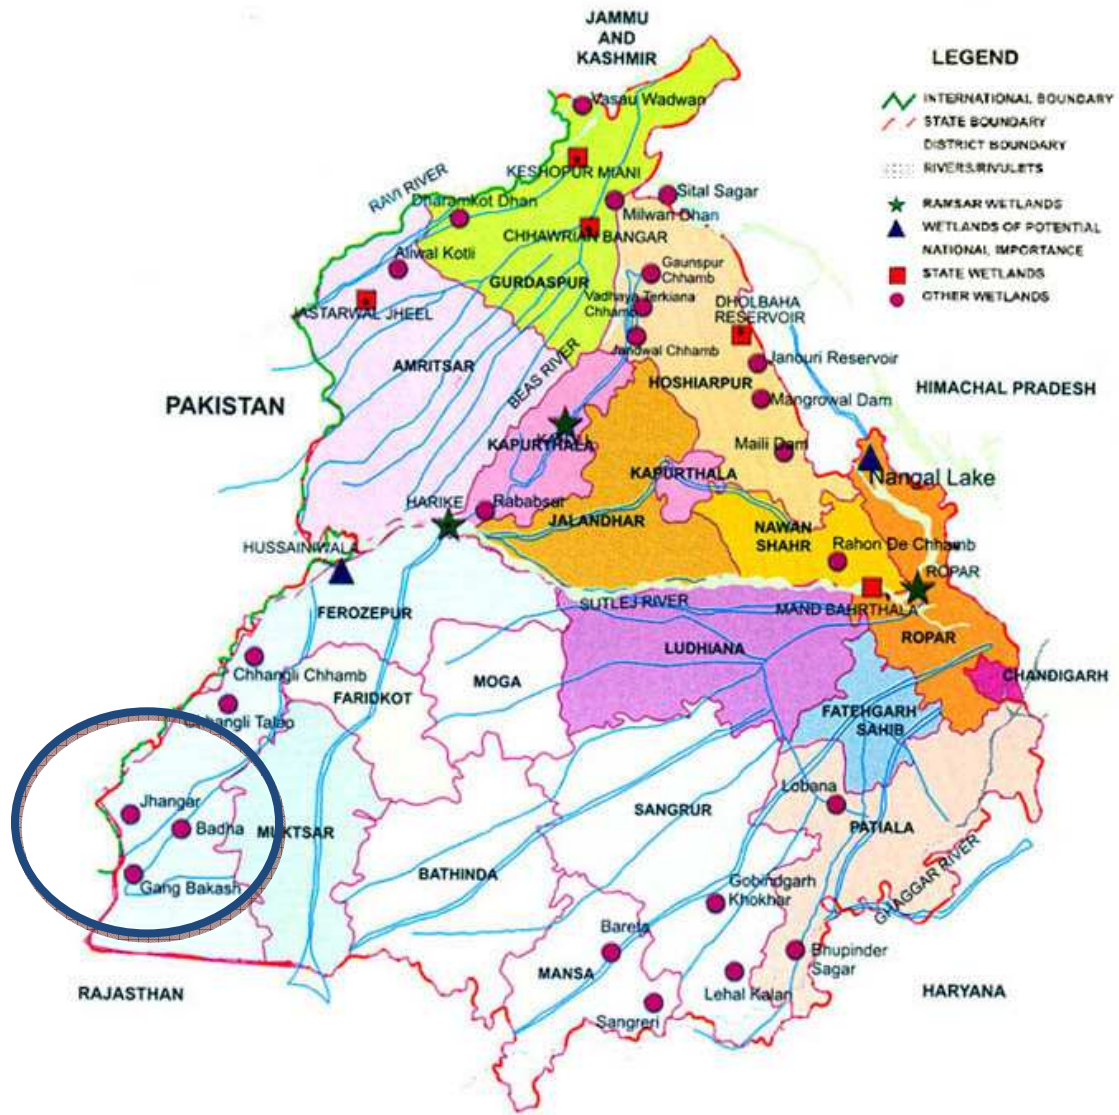 JAMMU
AND
KASHMIR
LEGEND
INTERNATIONAL BOUNDARY
STATE BOUNDARY
DISTRICT BOUNDARY
RIVERS/RIVULETS
RAMSAR WETLANDS
WETLANDS OF POTENTIAL
NATIONAL IMPORTANCE
STATE WETLANDS
OTHER WETLANDS
Vasau Wadwan
KESHOPUR MIANI
RAVI RIVER
Dharamkot Dhan
Sital Sagar
Milwan Dhan
CHHAWRIAN BANGAR
Aliwal Kotli
Gaunspur
Chhamb
GURDASPUR
Vadhaya Terkiana
Chhamb
DHOLBAHA
RESERVOIR
JASTARWAL JHEEL
Jandwal Chhamb
Janouri Reservoir
AMRITSAR
BEAS RIVER
HOSHIARPUR
HIMACHAL PRADESH
Mangrowal Dam
PAKISTAN
KAPURTHALA
Maili Dam
KAPURTHALA
Nangal Lake
HARIKE
Rababsar
JALANDHAR
NAWAN
SHAHR
Rahon De Chhamb
HUSSAINIWALA
ROPAR
SUTLEJ RIVER
MAND BAHRTHALA
FEROZEPUR
ROPAR
LUDHIANA
Chhangli Chhamb
MOGA
CHANDIGARH
FARIDKOT
FATEHGARH
SAHIB
Talao
Lobana
Jhangar
Badha
MUKTSAR
SANGRUR
PATIALA
BATHINDA
Gang Bakash
Gobindgarh
Khokhar
GHAGGAR RIVER
Bareta
Bhupinder
Sagar
MANSA
Lehal Kalan
RAJASTHAN
HARYANA
Sangreri